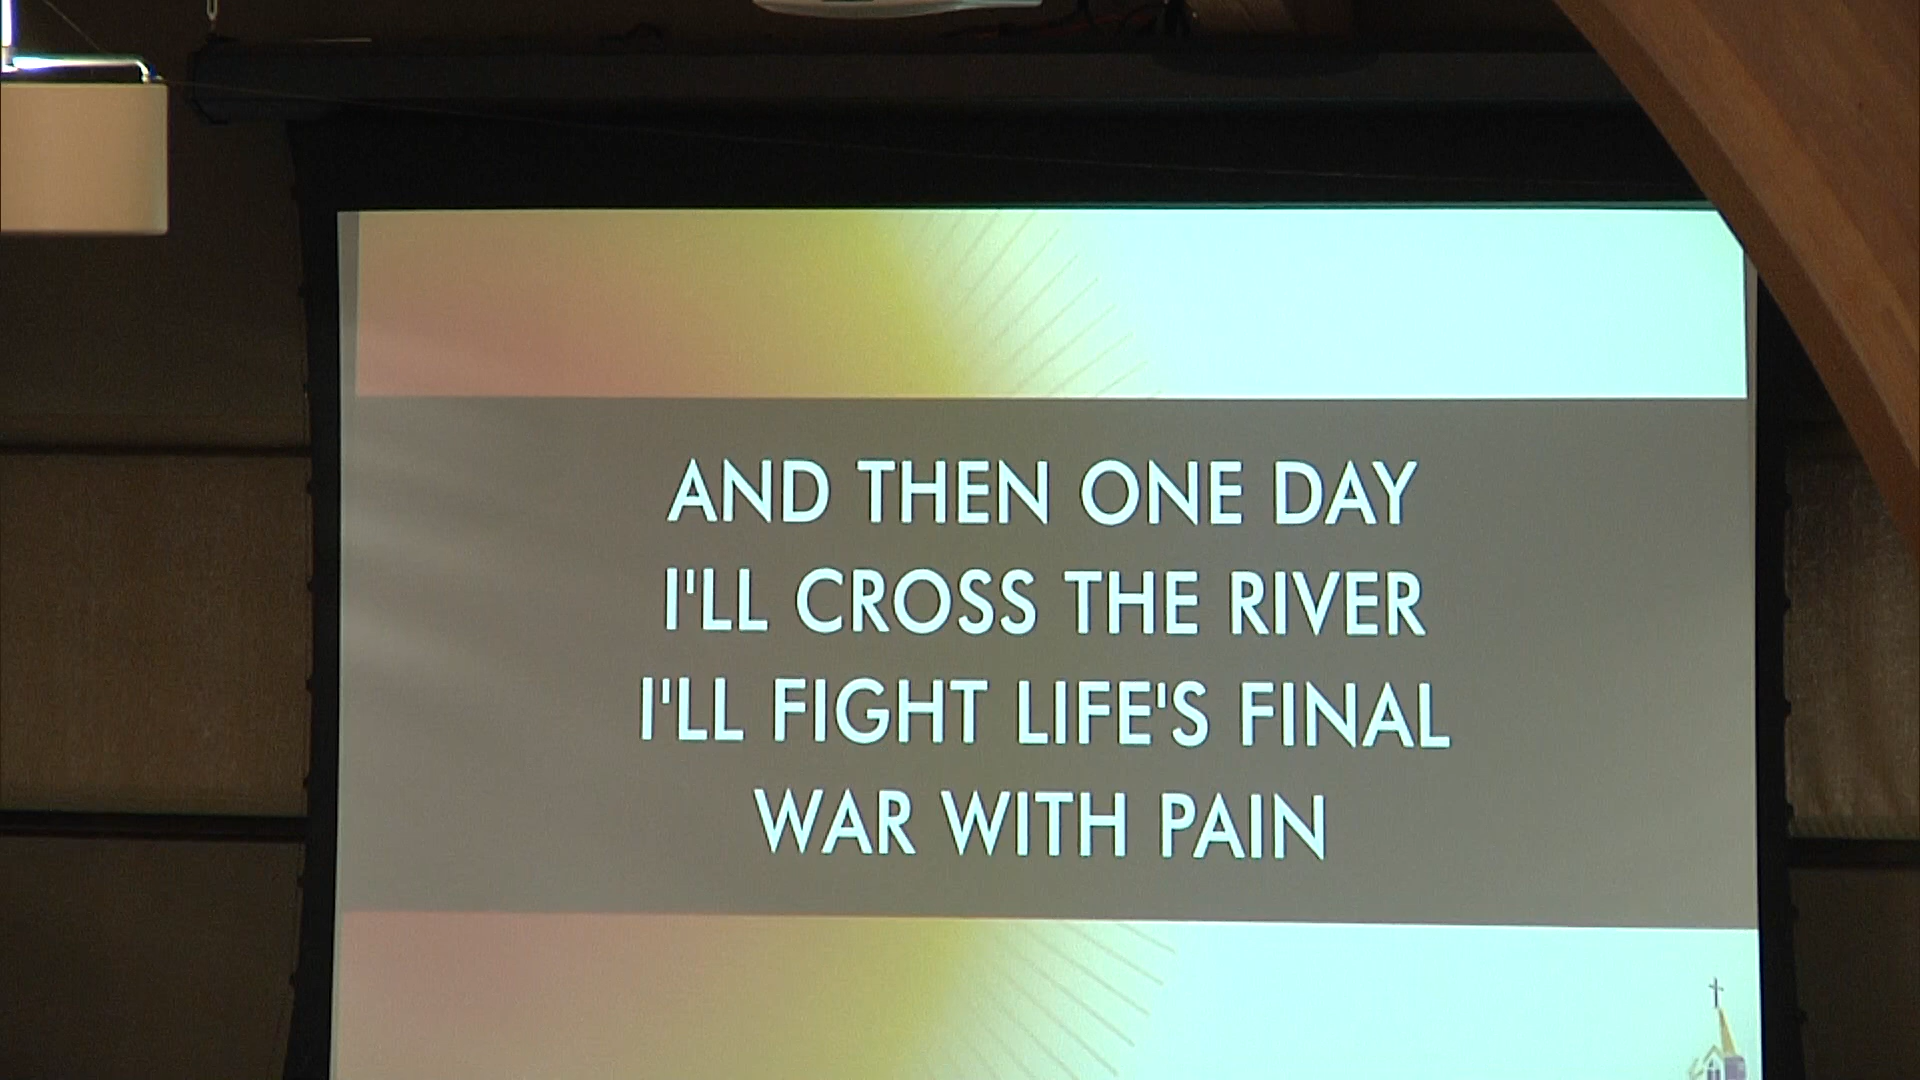 AND THEN ONE DAY
I'LL CROSS THE RIVER
I'LL FIGHT LIFE'S FINAL
WAR WITH PAIN